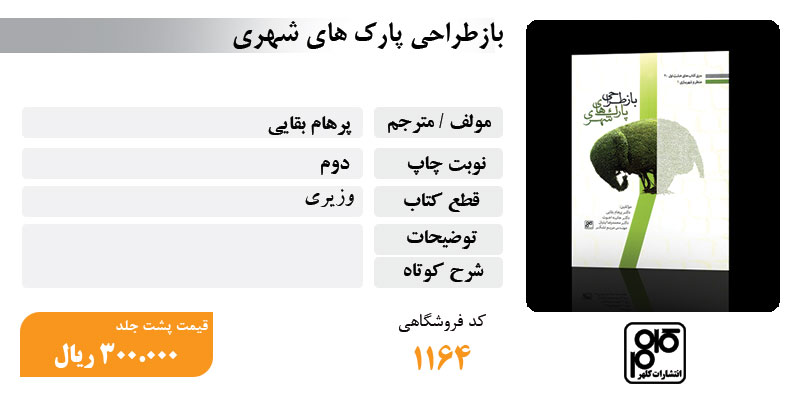 بازطراحی پارک های شهری
مولف / مترجم
پرهام بقایی
نوبت چاپ
دوم
قطع کتاب
وزیری
توضیحات
شرح کوتاه
کد فروشگاهی
۱۱۶۴
قیمت پشت جلد
۳۰۰.۰۰۰ ریال
بازطراحی
پارک های
شهری
مولفین:
انتشارات کلهر